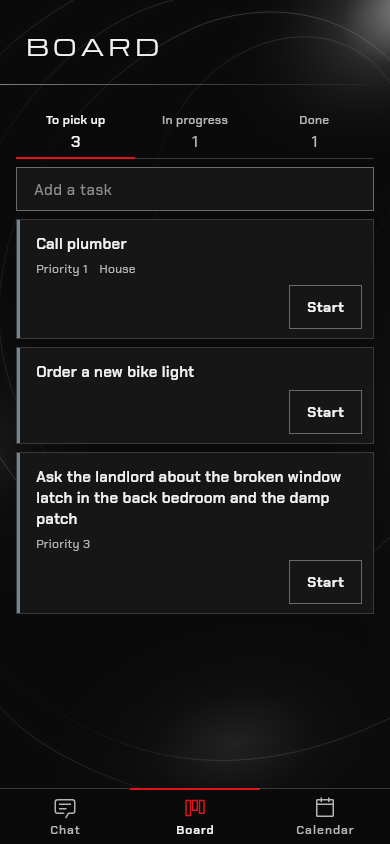 BOARD
To pick up
3
In progress
1
Done
1
Add a task
Call plumber
Priority 1 House
Start
Order a new bike light
Start
Ask the landlord about the broken window
latch in the back bedroom and the damp
patch
Priority 3
Start
Chat
Board
Calendar